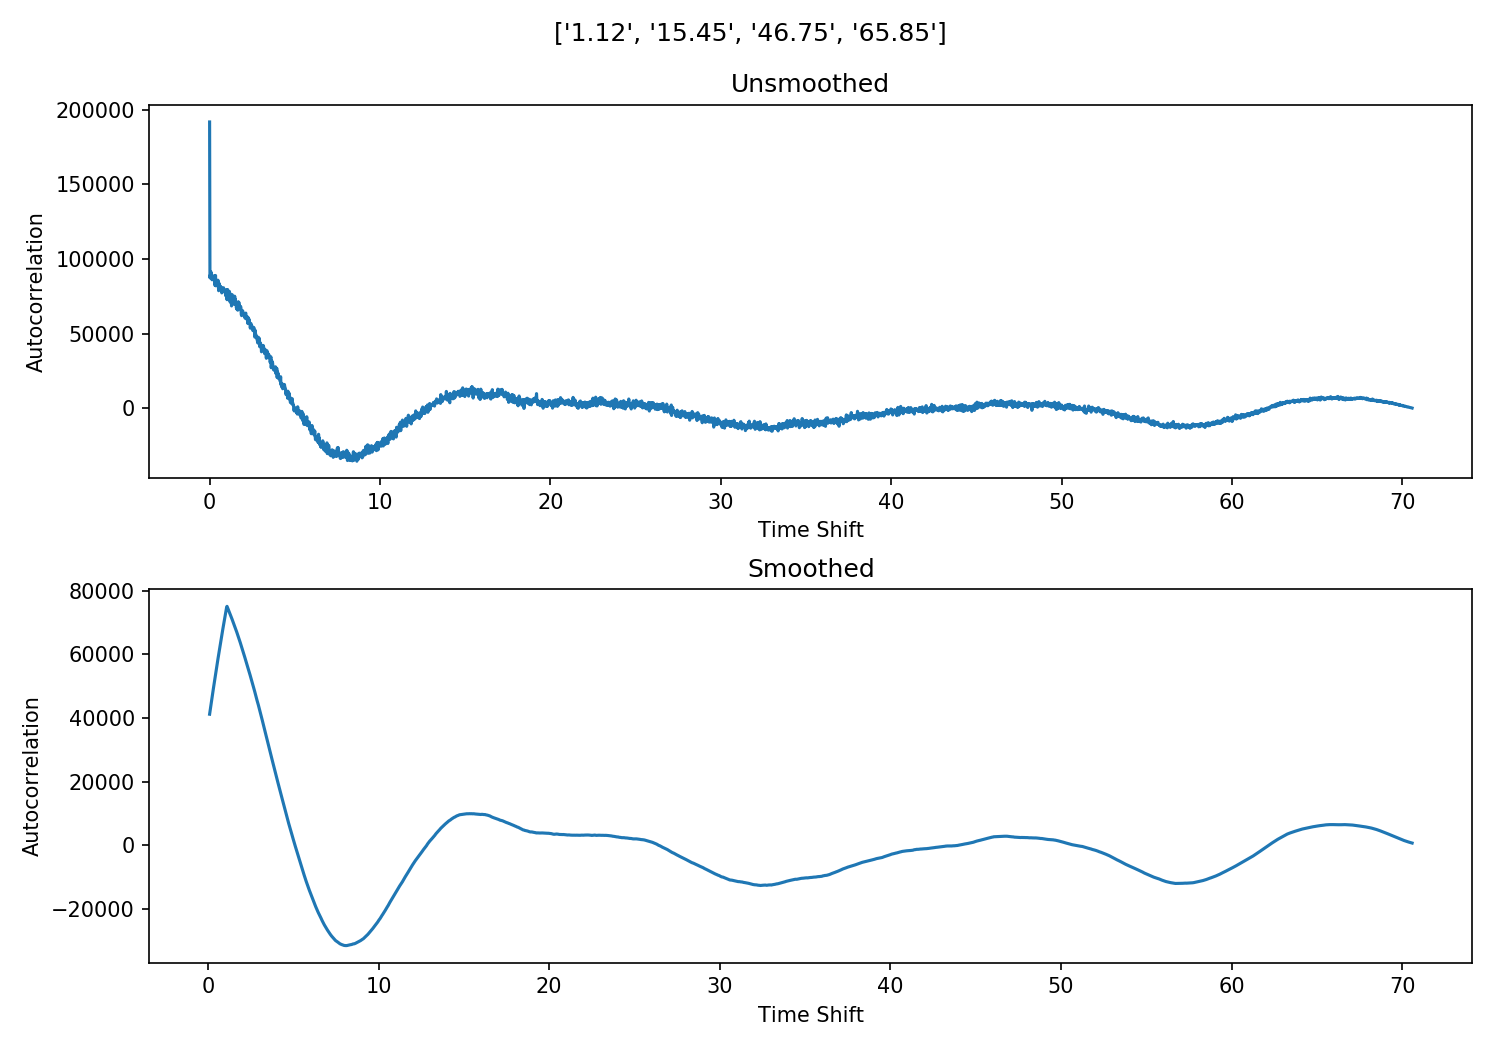 ['1.12', '15.45', '46.75', '65.85']
Unsmoothed
200000
150000
100000
50000
0
Autocorrelation
0 10 20 30 40 50 60 70
Time Shift
Smoothed
80000
60000
40000
20000
0
−20000
Autocorrelation
0 10 20 30 40 50 60 70
Time Shift